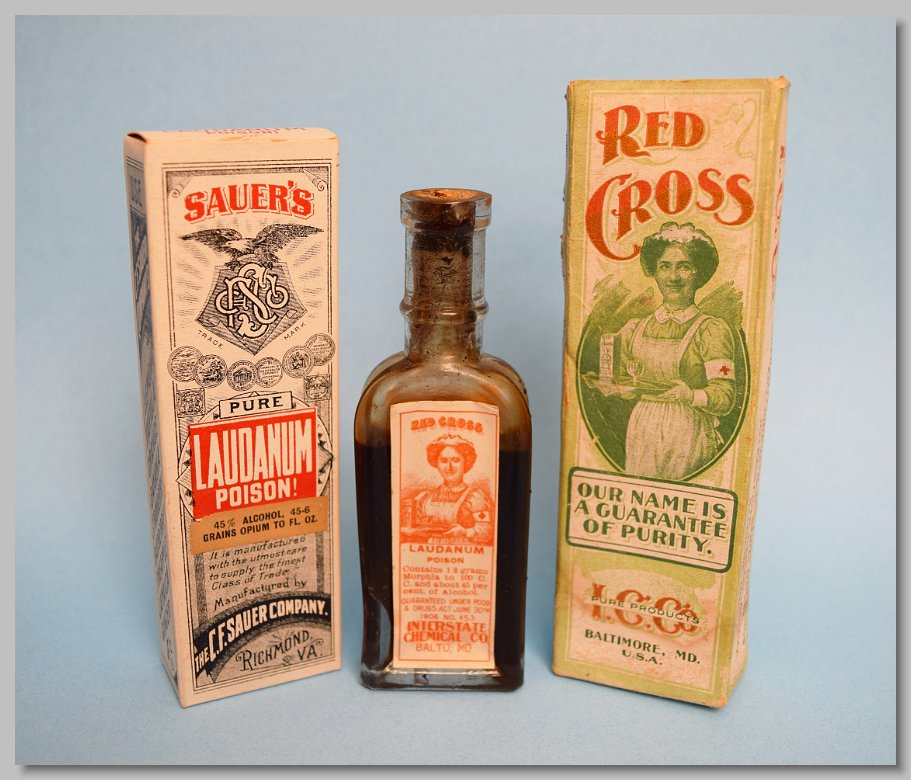 SAUER'S
TRADE MARK
PURE
LAUDANUM
POISON!
45% ALCOHOL, 45-6
GRAINS OPIUM TO FL. OZ.
It is manufactured
with the utmost care
to supply the finest
Class of Trade.
Manufactured by
THE C.F. SAUER COMPANY.
RICHMOND,
VA.
RED CROSS
LAUDANUM
POISON
Contains 1.2 grams
Morphia to 100 C.
C. and about 45 per
cent. of Alcohol.
GUARANTEED UNDER FOOD
& DRUGS ACT JUNE 30TH
1906 NO. 453
INTERSTATE
CHEMICAL CO.
BALTO, MD.
RED
CROSS
OUR NAME IS
A GUARANTEE
OF PURITY.
I.C.Co's
PURE PRODUCTS
BALTIMORE, MD.
U.S.A.